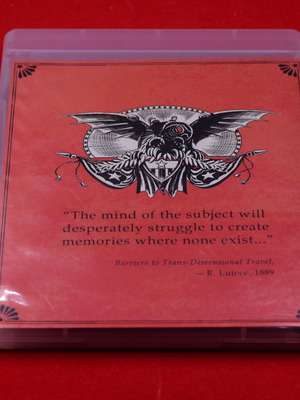 “The mind of the subject will
desperately struggle to create
memories where none exist...”
Barriers to Trans-Dimensional Travel,
— R. Lutece, 1889